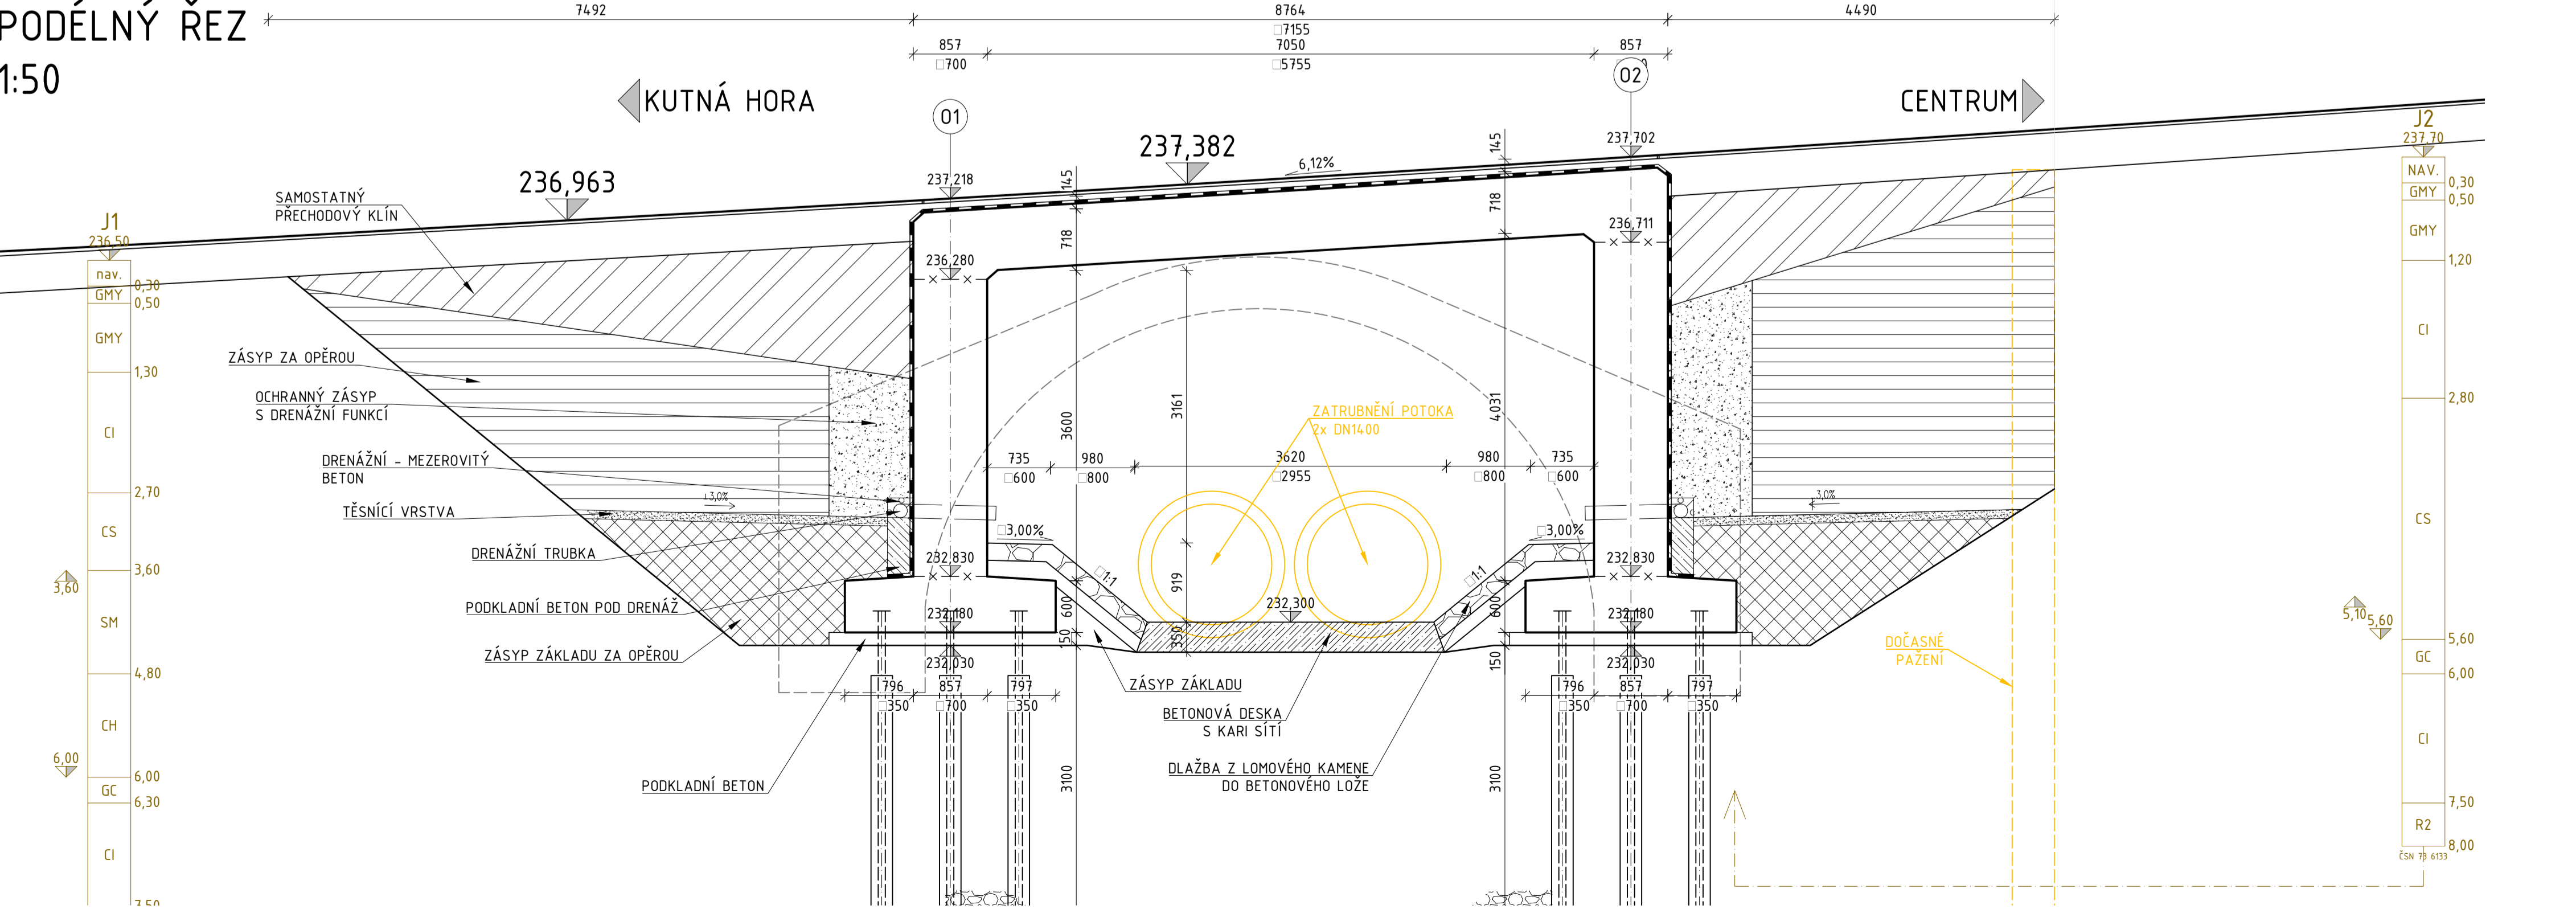 PODÉLNÝ ŘEZ
1:50
7492
8764
□7155
4490
857
□700
7050
□5755
857
O1
O2
KUTNÁ HORA
CENTRUM
236,963
237,382
6,12%
237,218
237,702
145
718
145
718
236,280
236,711
SAMOSTATNÝ
PŘECHODOVÝ KLÍN
ZÁSYP ZA OPĚROU
OCHRANNÝ ZÁSYP
S DRENÁŽNÍ FUNKCÍ
DRENÁŽNÍ - MEZEROVITÝ
BETON
TĚSNÍCÍ VRSTVA
DRENÁŽNÍ TRUBKA
PODKLADNÍ BETON POD DRENÁŽ
ZÁSYP ZÁKLADU ZA OPĚROU
PODKLADNÍ BETON
3,0%
3,0%
3600
3161
4031
ZATRUBNĚNÍ POTOKA
2x DN1400
735
□600
980
□800
3620
□2955
980
□800
735
□600
□3,00%
□3,00%
□1:1
□1:1
919
232,830
232,830
232,300
600
600
350
150
150
232,180
232,180
232,030
232,030
796
□350
857
□700
797
□350
796
□350
857
□700
797
□350
3100
3100
ZÁSYP ZÁKLADU
BETONOVÁ DESKA
S KARI SÍTÍ
DLAŽBA Z LOMOVÉHO KAMENE
DO BETONOVÉHO LOŽE
DOČASNÉ
PAŽENÍ
J1
236,50
nav.
0,30
GMY
0,50
GMY
1,30
CI
2,70
CS
3,60
3,60
SM
4,80
CH
6,00
6,00
GC
6,30
CI
7,50
J2
237,70
NAV.
0,30
GMY
0,50
GMY
1,20
CI
2,80
CS
5,10
5,60
5,60
GC
6,00
CI
7,50
R2
8,00
ČSN 73 6133